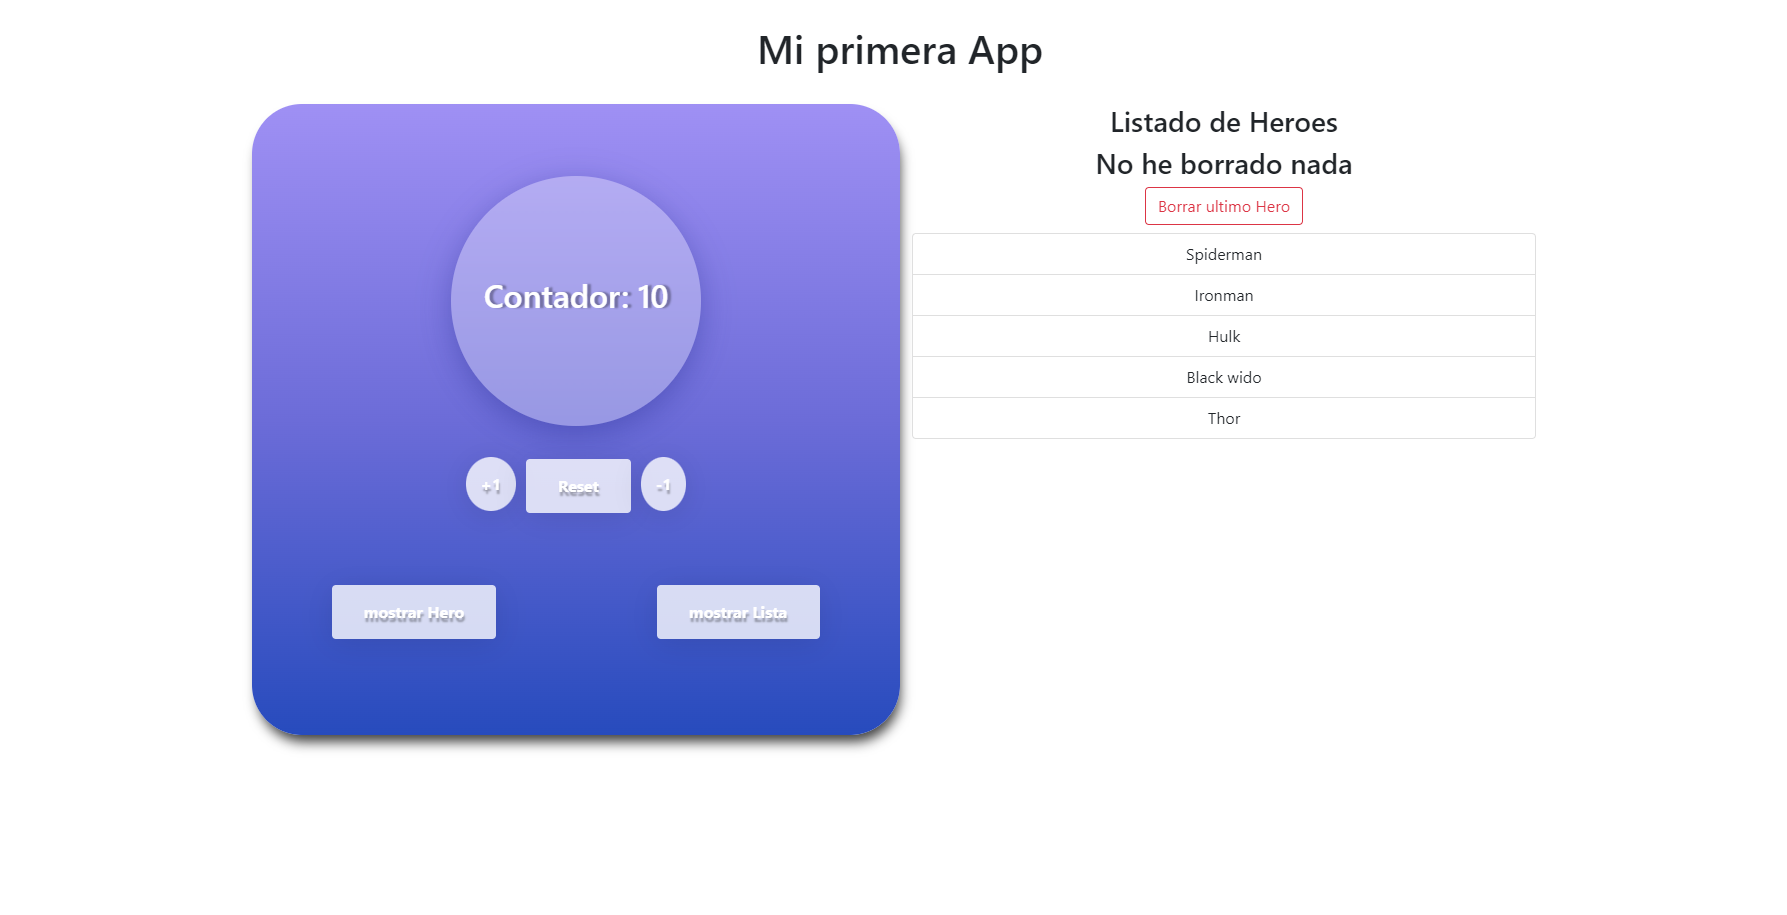 Mi primera App
Contador: 10
+1
Reset
-1
mostrar Hero
mostrar Lista
Listado de Heroes
No he borrado nada
Borrar ultimo Hero
Spiderman
Ironman
Hulk
Black wido
Thor